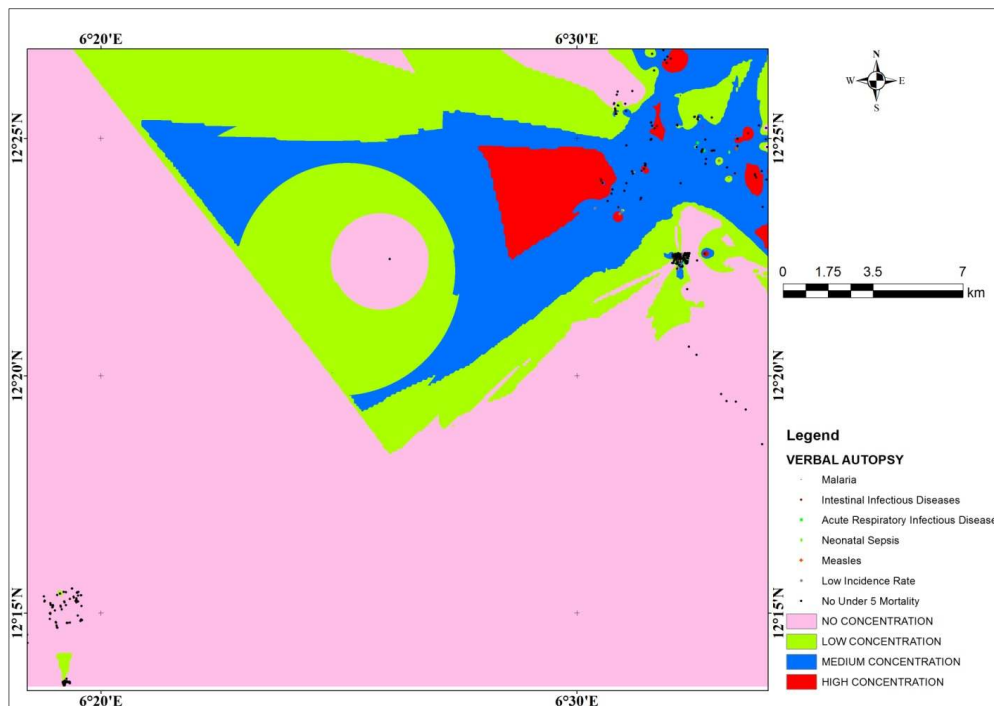 6°20'E 6°30'E
N
W E
S
12°25'N 12°25'N
0 1.75 3.5 7
km
12°20'N 12°20'N
Legend
VERBAL AUTOPSY
Malaria
Intestinal Infectious Diseases
Acute Respiratory Infectious Disease
Neonatal Sepsis
Measles
Low Incidence Rate
No Under 5 Mortality
12°15'N 12°15'N
NO CONCENTRATION
LOW CONCENTRATION
MEDIUM CONCENTRATION
HIGH CONCENTRATION
6°20'E 6°30'E